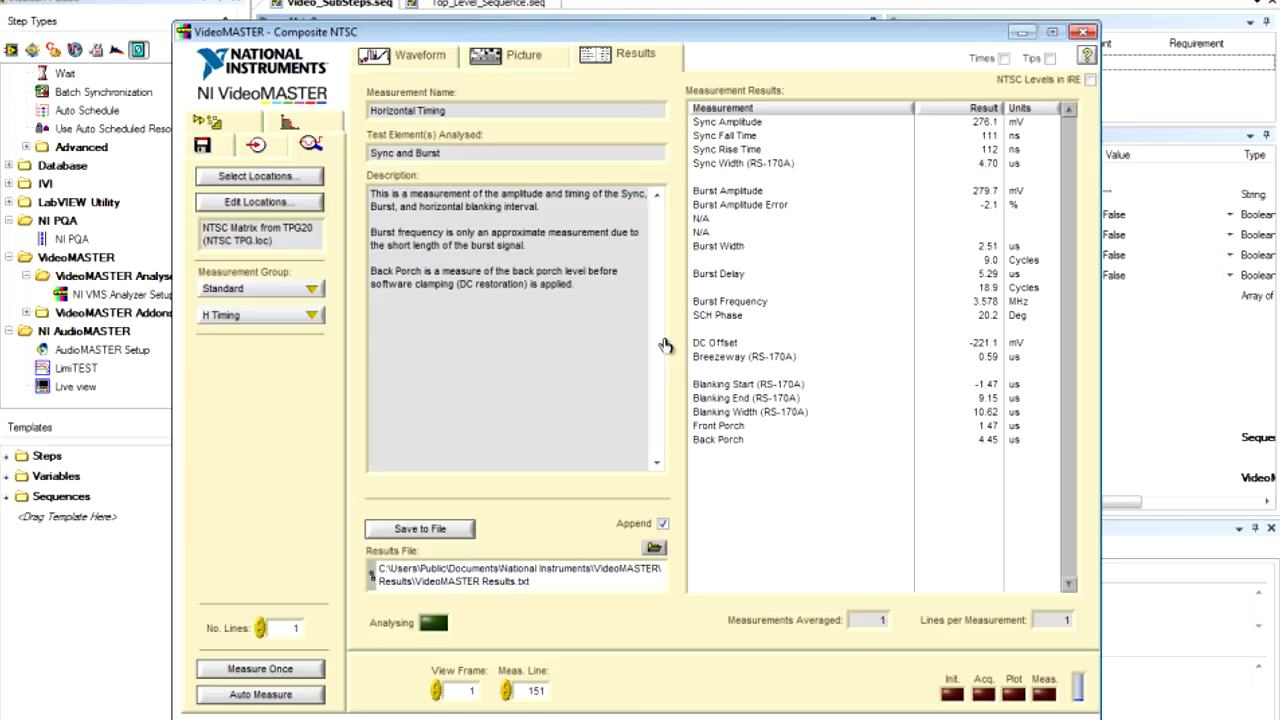 Video_SubSteps.seq
Top_Level_Sequence.seq
Step Types
VideoMASTER - Composite NTSC
Requirement
Wait
Batch Synchronization
Auto Schedule
Use Auto Scheduled Reso
Advanced
Database
IVI
LabVIEW Utility
NI PQA
NI PQA
VideoMASTER
VideoMASTER Analyse
NI VMS Analyzer Setu
VideoMASTER Addons
NI AudioMASTER
AudioMASTER Setup
LimiTEST
Live view
Templates
Steps
Variables
Sequences
<Drag Template Here>
NATIONAL
INSTRUMENTS
NI VideoMASTER
Select Locations...
Edit Locations...
NTSC Matrix from TPG20
(NTSC TPG.loc)
Measurement Group:
Standard
H Timing
No. Lines: 1
Measure Once
Auto Measure
Waveform
Picture
Results
Times
Tips
NTSC Levels in IRE
Measurement Name:
Horizontal Timing
Test Element(s) Analysed:
Sync and Burst
Description:
This is a measurement of the amplitude and timing of the Sync,
Burst, and horizontal blanking interval.
Burst frequency is only an approximate measurement due to
the short length of the burst signal.
Back Porch is a measure of the back porch level before
software clamping (DC restoration) is applied.
Save to File
Append
Results File:
C:\Users\Public\Documents\National Instruments\VideoMASTER\
Results\VideoMASTER Results.txt
Analysing
View Frame: 1
Meas. Line: 151
Measurement Results:
Measurement Result Units
Sync Amplitude 276.1 mV
Sync Fall Time 111 ns
Sync Rise Time 112 ns
Sync Width (RS-170A) 4.70 us
Burst Amplitude 279.7 mV
Burst Amplitude Error -2.1 %
N/A
N/A
Burst Width 2.51 us
9.0 Cycles
Burst Delay 5.29 us
18.9 Cycles
Burst Frequency 3.578 MHz
SCH Phase 20.2 Deg
DC Offset -221.1 mV
Breezeway (RS-170A) 0.59 us
Blanking Start (RS-170A) -1.47 us
Blanking End (RS-170A) 9.15 us
Blanking Width (RS-170A) 10.62 us
Front Porch 1.47 us
Back Porch 4.45 us
Measurements Averaged: 1
Lines per Measurement: 1
Init. Acq. Plot Meas.
Value Type
String
False Boolean
False Boolean
False Boolean
False Boolean
Array of